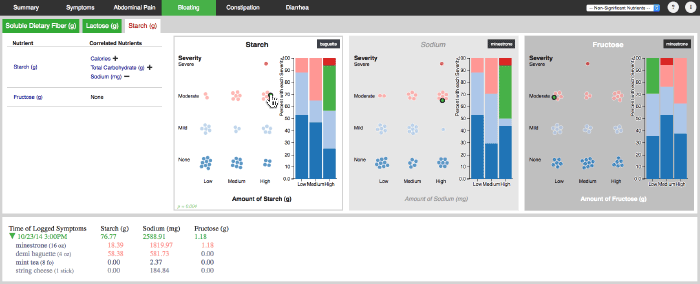 Summary Symptoms Abdominal Pain Bloating Constipation Diarrhea -- Non-Significant Nutrients -- ? i
Soluble Dietary Fiber (g) Lactose (g) Starch (g)
Nutrient Correlated Nutrients
Starch (g)
Calories +
Total Carbohydrate (g) +
Sodium (mg) –
Fructose (g) None
Starch
baguette
Severity
Severe
Moderate
Mild
None
Low Medium High
Amount of Starch (g)
Percent with each Severity
100
90
80
70
60
50
40
30
20
10
0.0
Low Medium High
Sodium
minestrone
Severity
Severe
Moderate
Mild
None
Low Medium High
Amount of Sodium (mg)
Percent with each Severity
100
90
80
70
60
50
40
30
20
10
0.0
Low Medium High
Fructose
minestrone
Severity
Severe
Moderate
Mild
None
Low Medium High
Amount of Fructose (g)
Percent with each Severity
100
90
80
70
60
50
40
30
20
10
0.0
Low Medium High
Time of Logged Symptoms Starch (g) Sodium (mg) Fructose (g)
10/23/14 3:00PM 76.77 2588.91 1.18
minestrone (16 oz) 18.39 1819.97 1.18
demi baguette (4 oz) 58.38 581.73 0.00
mint tea (8 fo) 0.00 2.37 0.00
string cheese (1 stick) 0.00 184.84 0.00